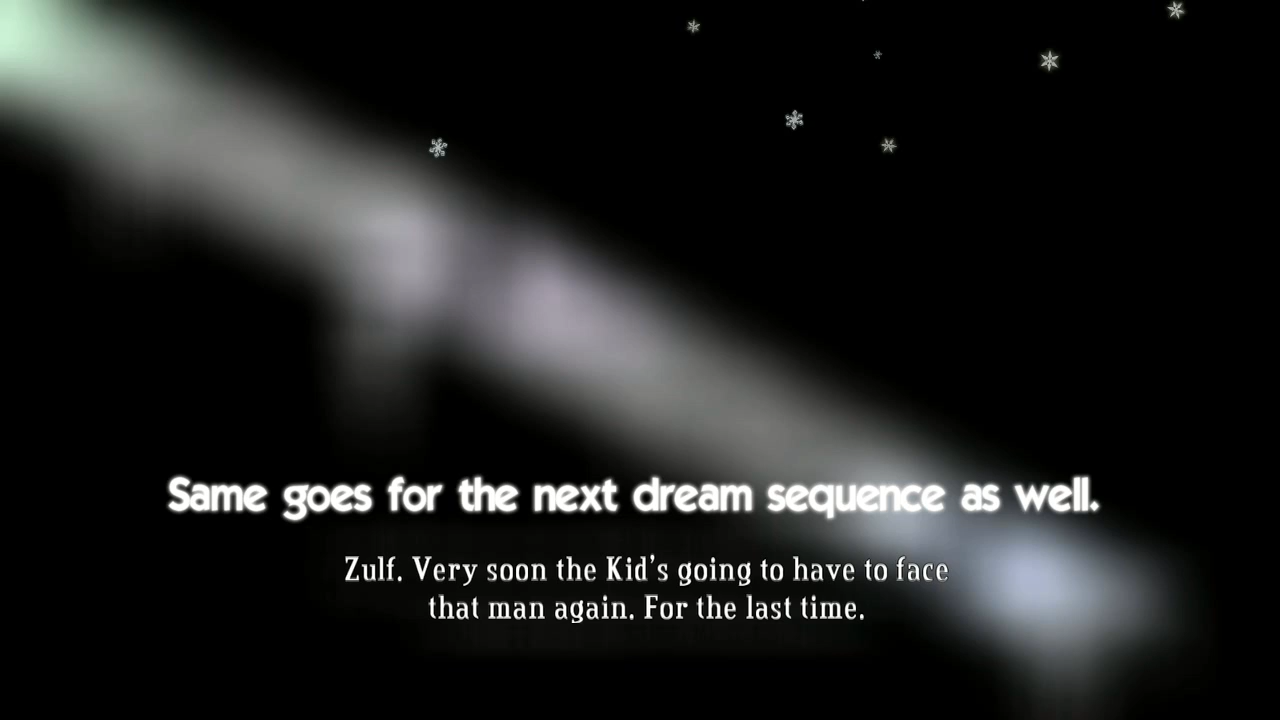 Same goes for the next dream sequence as well.
Zulf. Very soon the Kid's going to have to face
that man again. For the last time.